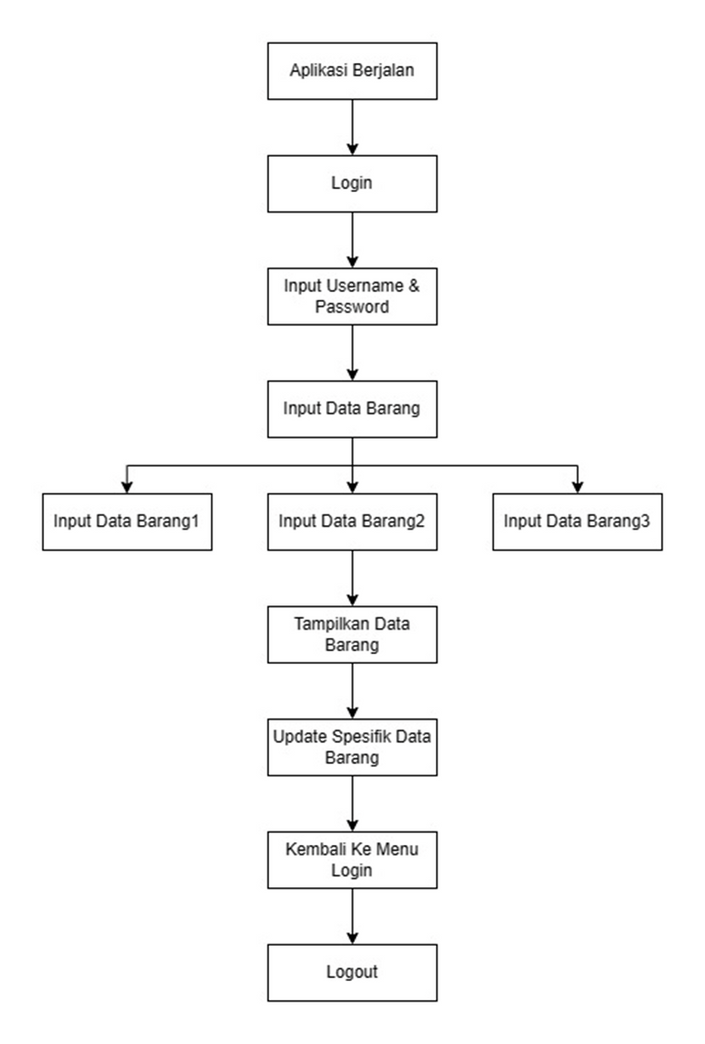 Aplikasi Berjalan
Login
Input Username &
Password
Input Data Barang
Input Data Barang1
Input Data Barang2
Input Data Barang3
Tampilkan Data
Barang
Update Spesifik Data
Barang
Kembali Ke Menu
Login
Logout